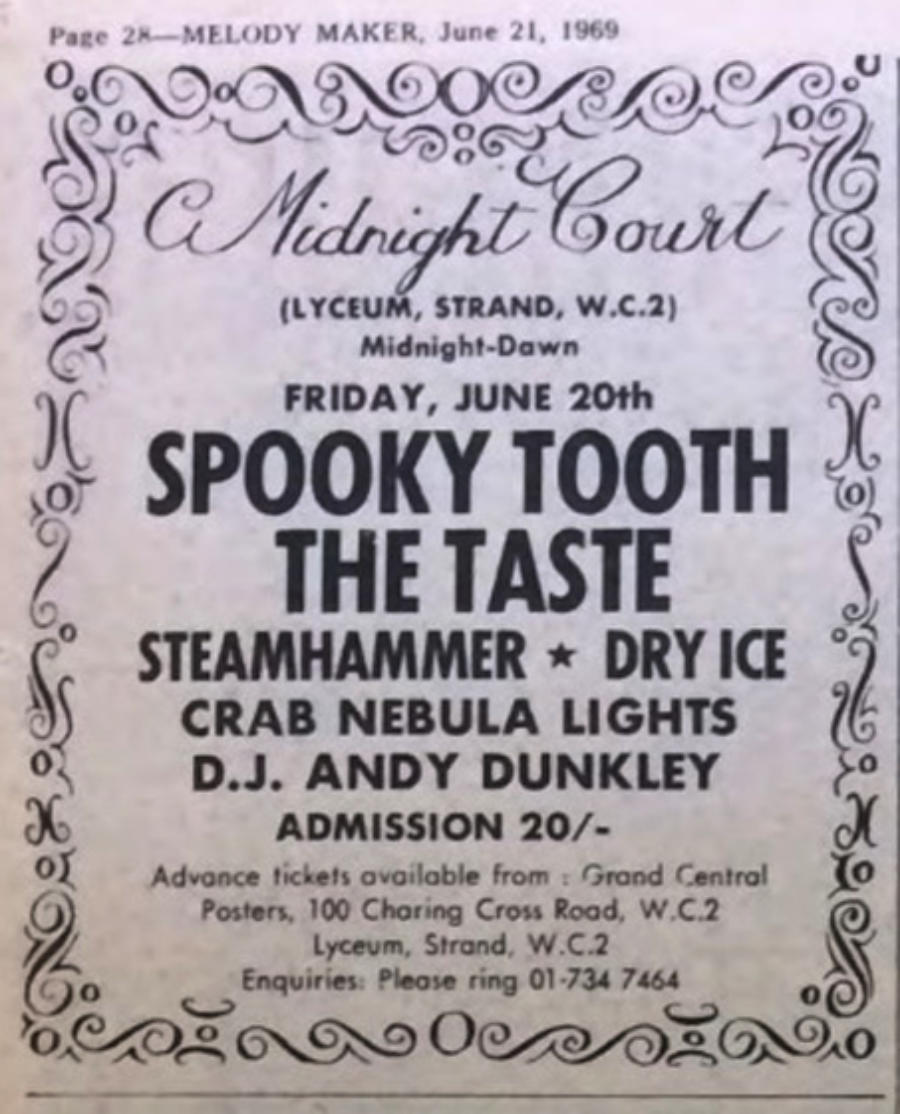 Page 28—MELODY MAKER, June 21, 1969
A Midnight Court
(LYCEUM, STRAND, W.C.2)
Midnight-Dawn
FRIDAY, JUNE 20th
SPOOKY TOOTH
THE TASTE
STEAMHAMMER ★ DRY ICE
CRAB NEBULA LIGHTS
D.J. ANDY DUNKLEY
ADMISSION 20/-
Advance tickets available from : Grand Central
Posters, 100 Charing Cross Road, W.C.2
Lyceum, Strand, W.C.2
Enquiries: Please ring 01-734 7464